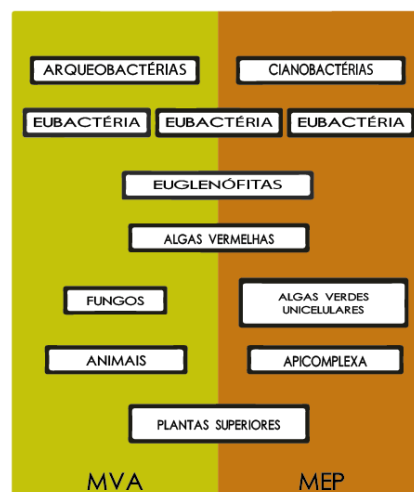 ARQUEOBACTÉRIAS CIANOBACTÉRIAS
EUBACTÉRIA EUBACTÉRIA EUBACTÉRIA
EUGLENÓFITAS
ALGAS VERMELHAS
FUNGOS
ALGAS VERDES
UNICELULARES
ANIMAIS APICOMPLEXA
PLANTAS SUPERIORES
MVA MEP